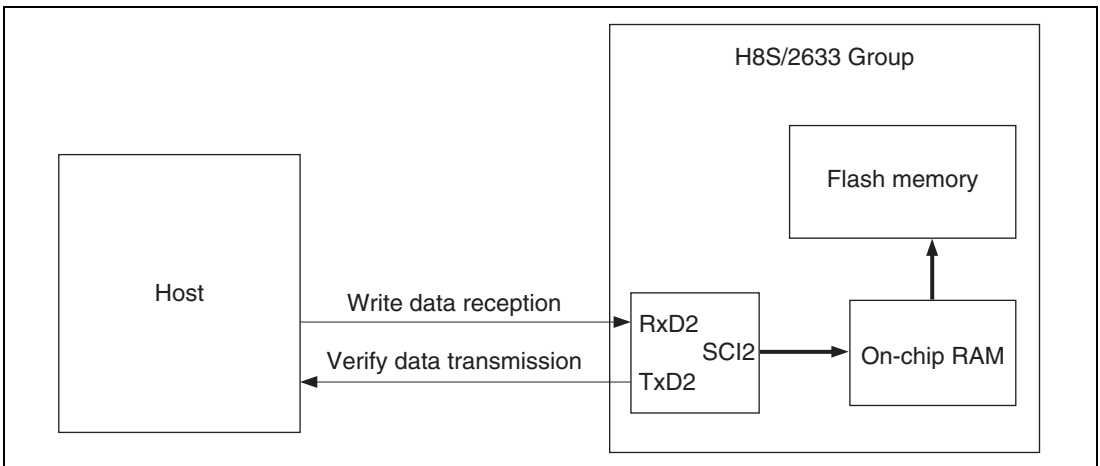 H8S/2633 Group
Flash memory
Host
Write data reception
RxD2
SCI2
On-chip RAM
Verify data transmission
TxD2